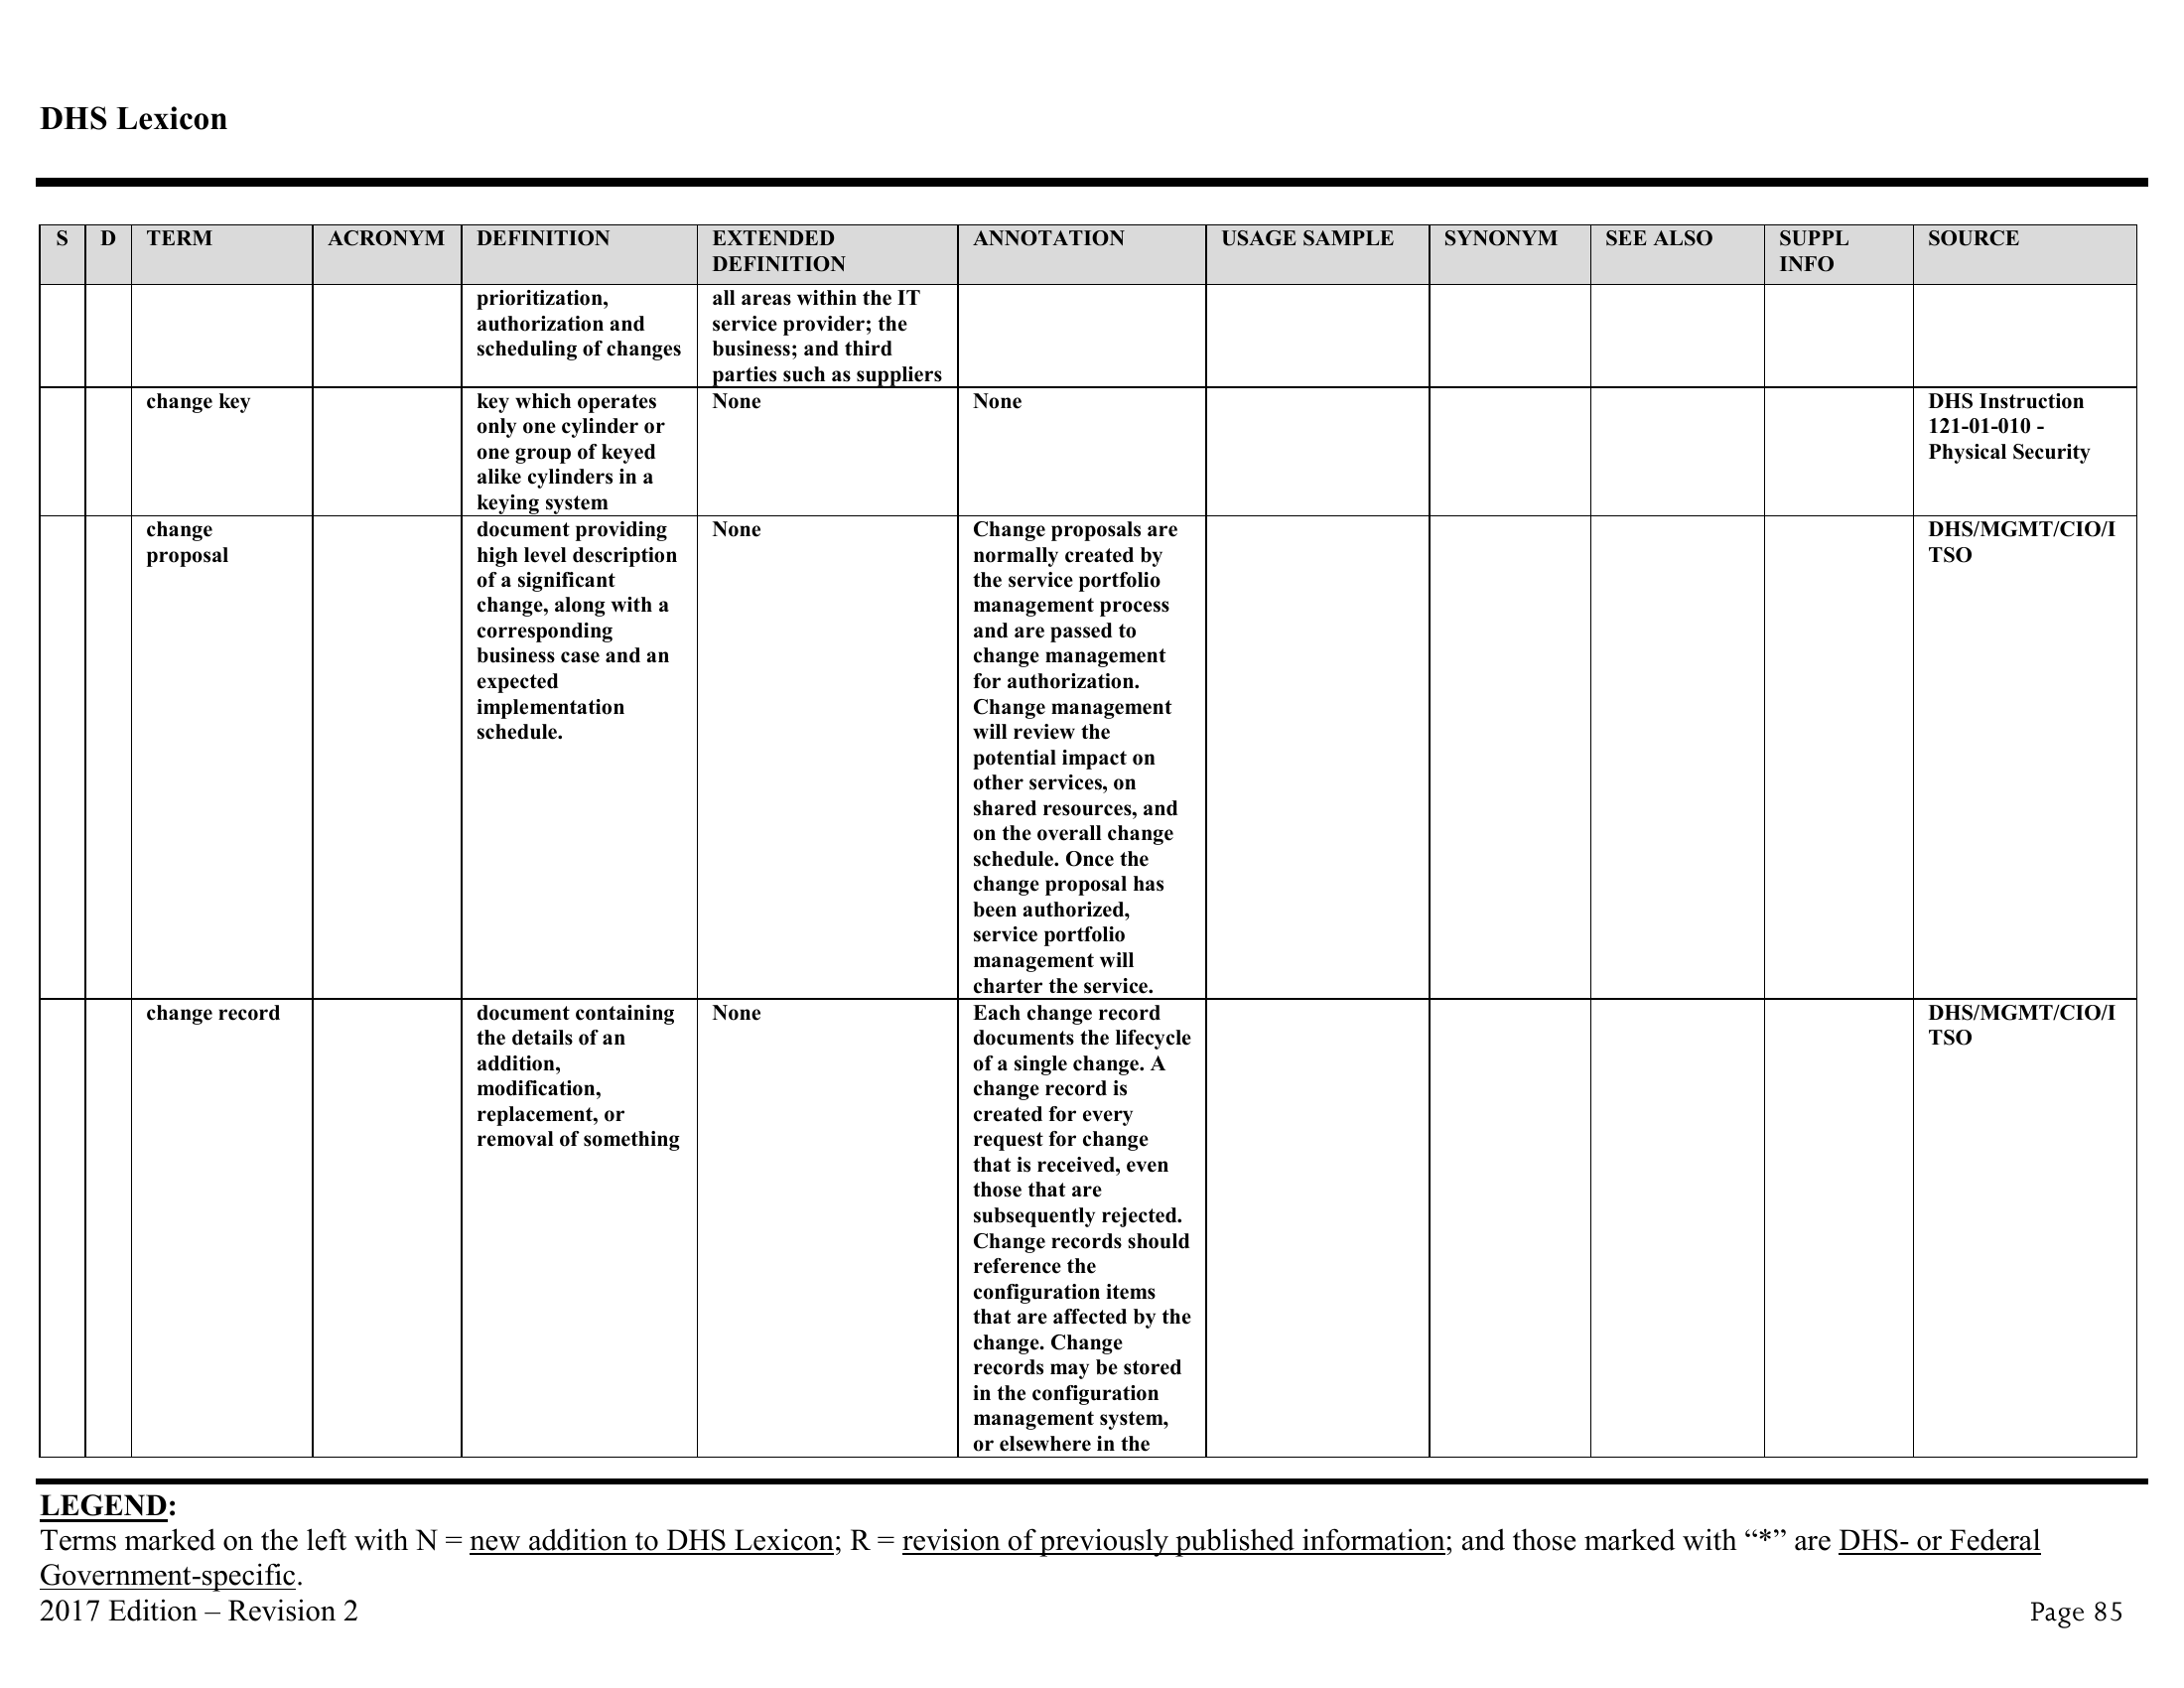 DHS Lexicon
S D TERM ACRONYM DEFINITION EXTENDED DEFINITION ANNOTATION USAGE SAMPLE SYNONYM SEE ALSO SUPPL INFO SOURCE
prioritization,
authorization and
scheduling of changes
all areas within the IT
service provider; the
business; and third
parties such as suppliers
change key
key which operates
only one cylinder or
one group of keyed
alike cylinders in a
keying system
None
None
DHS Instruction
121-01-010 -
Physical Security
change
proposal
document providing
high level description
of a significant
change, along with a
corresponding
business case and an
expected
implementation
schedule.
None
Change proposals are
normally created by
the service portfolio
management process
and are passed to
change management
for authorization.
Change management
will review the
potential impact on
other services, on
shared resources, and
on the overall change
schedule. Once the
change proposal has
been authorized,
service portfolio
management will
charter the service.
DHS/MGMT/CIO/I
TSO
change record
document containing
the details of an
addition,
modification,
replacement, or
removal of something
None
Each change record
documents the lifecycle
of a single change. A
change record is
created for every
request for change
that is received, even
those that are
subsequently rejected.
Change records should
reference the
configuration items
that are affected by the
change. Change
records may be stored
in the configuration
management system,
or elsewhere in the
DHS/MGMT/CIO/I
TSO
LEGEND:
Terms marked on the left with N = new addition to DHS Lexicon; R = revision of previously published information; and those marked with “*” are DHS- or Federal
Government-specific.
2017 Edition – Revision 2
Page 85